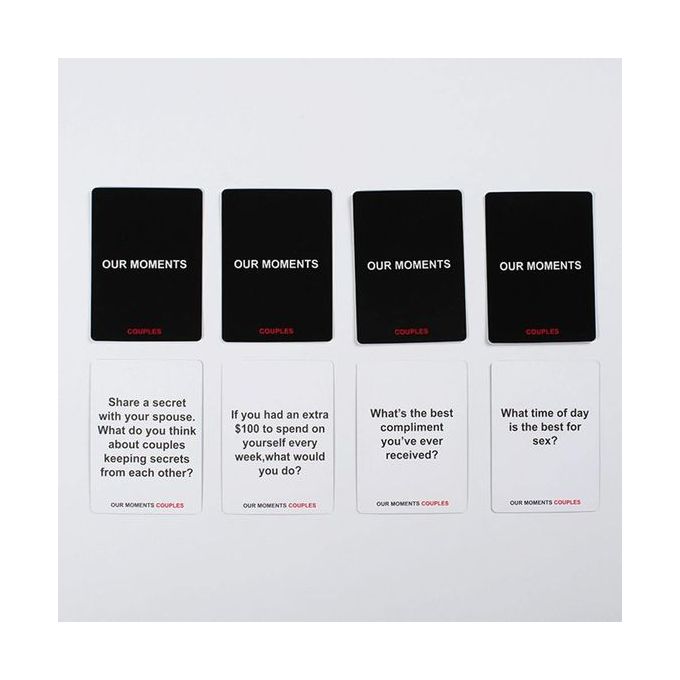 OUR MOMENTS
COUPLES
OUR MOMENTS
COUPLES
OUR MOMENTS
COUPLES
OUR MOMENTS
COUPLES
Share a secret
with your spouse.
What do you think
about couples
keeping secrets
from each other?
OUR MOMENTS COUPLES
If you had an extra
$100 to spend on
yourself every
week,what would
you do?
OUR MOMENTS COUPLES
What's the best
compliment
you've ever
received?
OUR MOMENTS COUPLES
What time of day
is the best for
sex?
OUR MOMENTS COUPLES